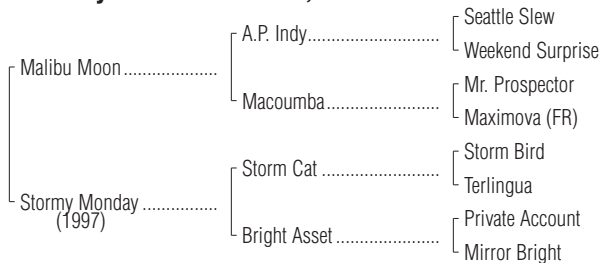 Seattle Slew
A.P. Indy
Weekend Surprise
Malibu Moon
Mr. Prospector
Macoumba
Maximova (FR)
Storm Bird
Storm Cat
Terlingua
Stormy Monday
(1997)
Private Account
Bright Asset
Mirror Bright